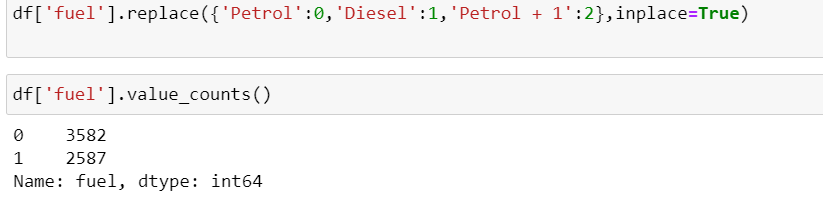 df['fuel'].replace({'Petrol':0,'Diesel':1,'Petrol + 1':2},inplace=True)
df['fuel'].value_counts()
0    3582
1    2587
Name: fuel, dtype: int64